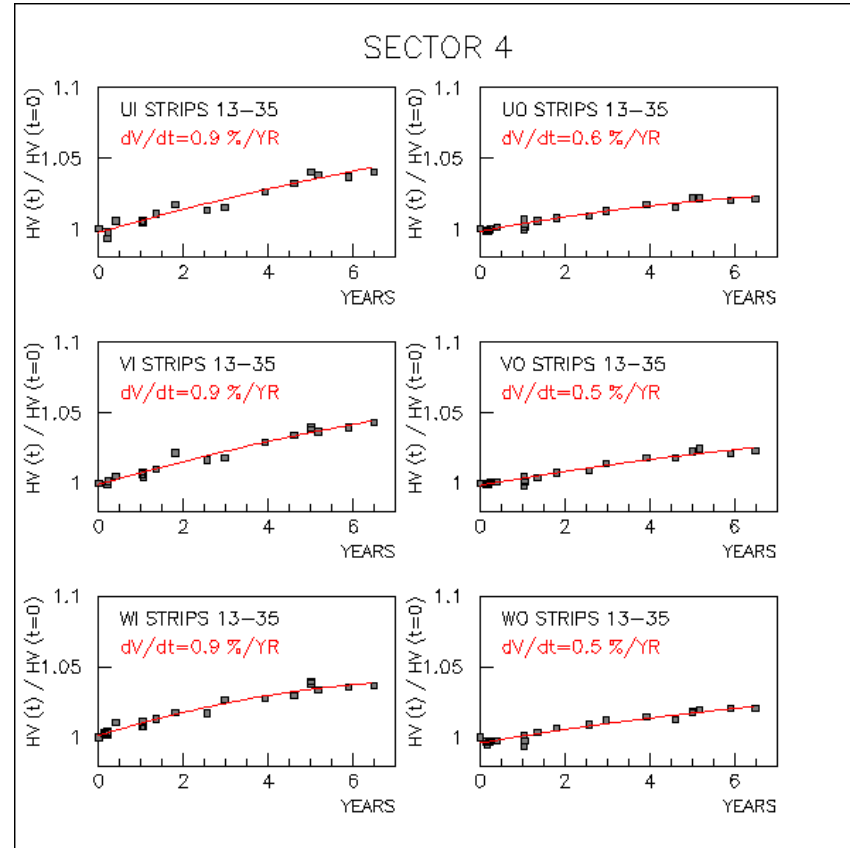 SECTOR 4
HV (t) / HV (t=0)
1.1
1.05
1
UI STRIPS 13-35
dV/dt=0.9 %/YR
0 2 4 6
YEARS
HV (t) / HV (t=0)
1.1
1.05
1
UO STRIPS 13-35
dV/dt=0.6 %/YR
0 2 4 6
YEARS
HV (t) / HV (t=0)
1.1
1.05
1
VI STRIPS 13-35
dV/dt=0.9 %/YR
0 2 4 6
YEARS
HV (t) / HV (t=0)
1.1
1.05
1
VO STRIPS 13-35
dV/dt=0.5 %/YR
0 2 4 6
YEARS
HV (t) / HV (t=0)
1.1
1.05
1
WI STRIPS 13-35
dV/dt=0.9 %/YR
0 2 4 6
YEARS
HV (t) / HV (t=0)
1.1
1.05
1
WO STRIPS 13-35
dV/dt=0.5 %/YR
0 2 4 6
YEARS